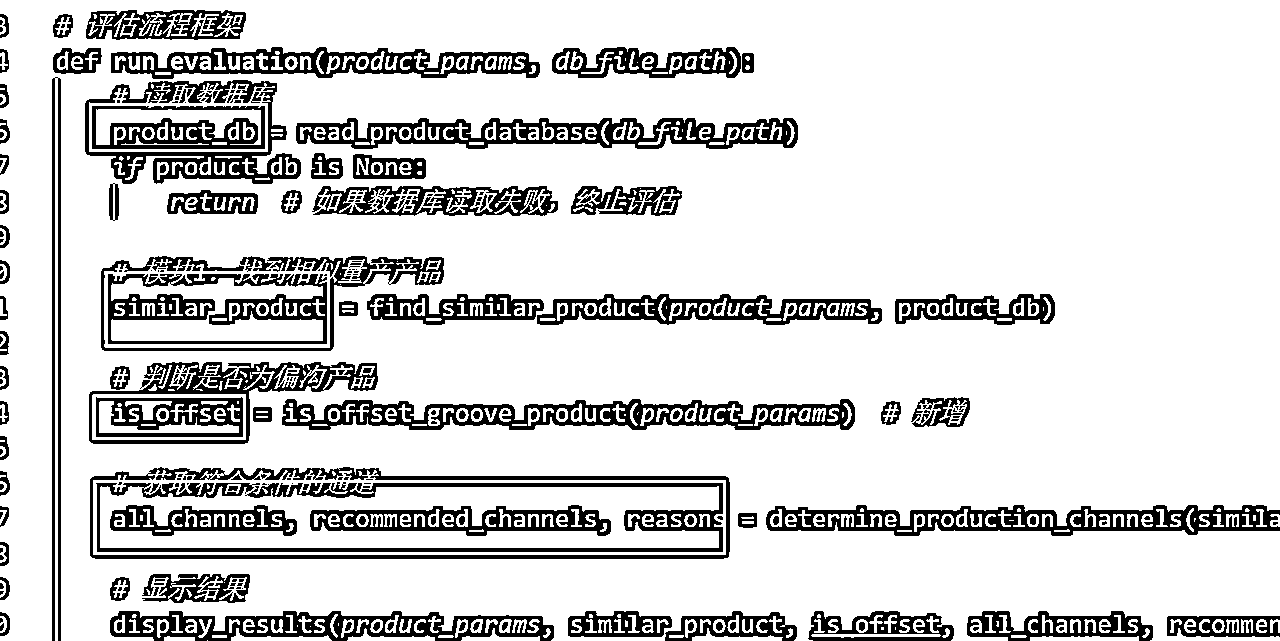 3 # 评估流程框架
4 def run_evaluation(product_params, db_file_path):
5 # 读取数据库
6 product_db = read_product_database(db_file_path)
7 if product_db is None:
8 return # 如果数据库读取失败，终止评估
9
0 # 模块1：找到相似量产产品
1 similar_product = find_similar_product(product_params, product_db)
2
3 # 判断是否为偏沟产品
4 is_offset = is_offset_groove_product(product_params) # 新增
5
6 # 获取符合条件的通道
7 all_channels, recommended_channels, reasons = determine_production_channels(simila
8
9 # 显示结果
0 display_results(product_params, similar_product, is_offset, all_channels, recommen